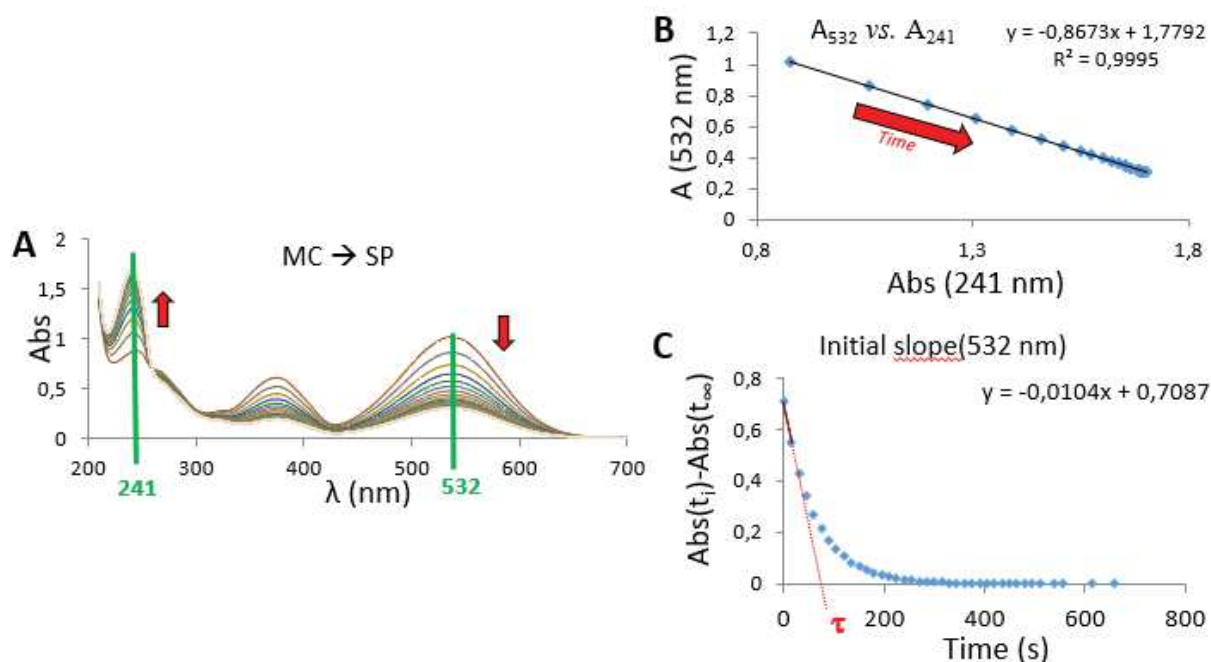 A
MC → SP
Abs
2
1,5
1
0,5
0
200 300 400 500 600 700
241
532
λ (nm)
B
A532 vs. A241
y = -0,8673x + 1,7792
R² = 0,9995
A (532 nm)
1,2
1
0,8
0,6
0,4
0,2
0
Time
0,8 1,3 1,8
Abs (241 nm)
C
Initial slope(532 nm)
y = -0,0104x + 0,7087
Abs(ti)-Abs(t∞)
0,8
0,6
0,4
0,2
0
0 200 400 600 800
τ
Time (s)